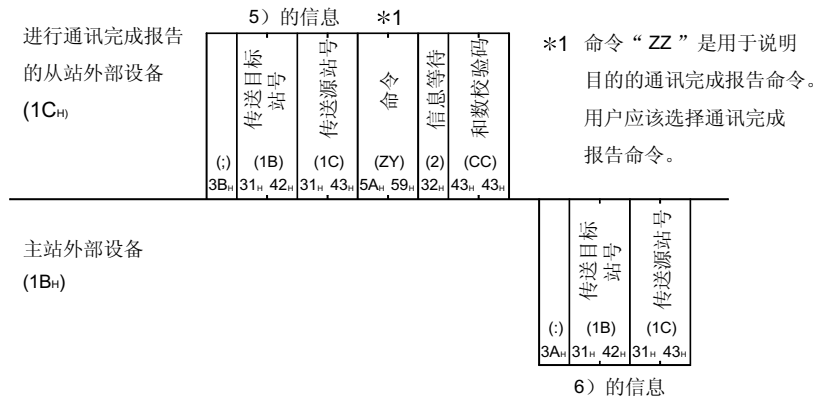 5）的信息 ＊1
进行通讯完成报告
的从站外部设备
(1CH)
传送目标
站号
传送源站号
命令
信息等待
和数校验码
(;) (1B) (1C) (ZY) (2) (CC)
3BH 31H 42H 31H 43H 5AH 59H 32H 43H 43H
＊1 命令“ ZZ ”是用于说明
目的的通讯完成报告命令。
用户应该选择通讯完成
报告命令。
主站外部设备
(1BH)
传送目标
站号
传送源站号
(:) (1B) (1C)
3AH 31H 42H 31H 43H
6）的信息